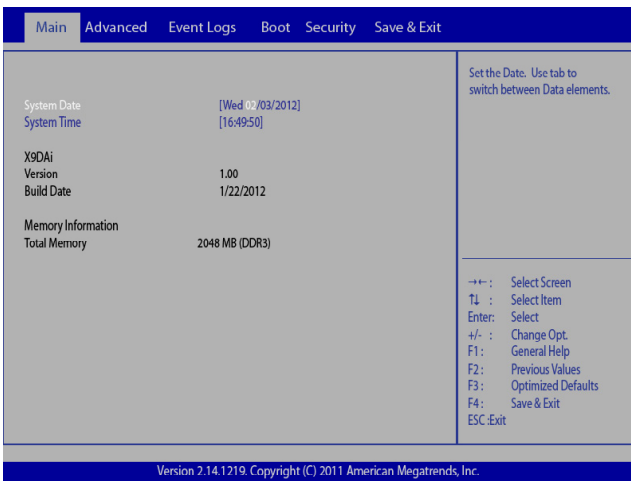 Main Advanced Event Logs Boot Security Save & Exit
System Date [Wed 02/03/2012]
System Time [16:49:50]
X9DAi
Version 1.00
Build Date 1/22/2012
Memory Information
Total Memory 2048 MB (DDR3)
Set the Date. Use tab to
switch between Data elements.
→← : Select Screen
↑↓ : Select Item
Enter: Select
+/- : Change Opt.
F1 : General Help
F2 : Previous Values
F3 : Optimized Defaults
F4 : Save & Exit
ESC :Exit
Version 2.14.1219. Copyright (C) 2011 American Megatrends, Inc.